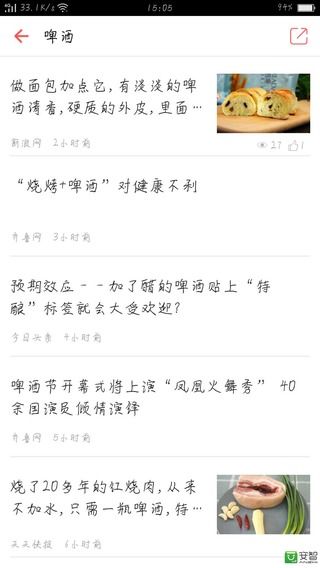 4G 33.1K/s 15:05 94%
啤酒
做面包加点它,有淡淡的啤
酒清香,硬质的外皮,里面…
新浪网 2小时前 27 1
“烧烤+啤酒”对健康不利
齐鲁网 3小时前
预期效应--加了醋的啤酒贴上“特
酿”标签就会大受欢迎?
今日头条 4小时前
啤酒节开幕式将上演“凤凰火舞秀” 40
余国演员倾情演绎
齐鲁网 5小时前
烧了20多年的红烧肉,从来
不加水,只需一瓶啤酒,特…
天天快报 6小时前
安智